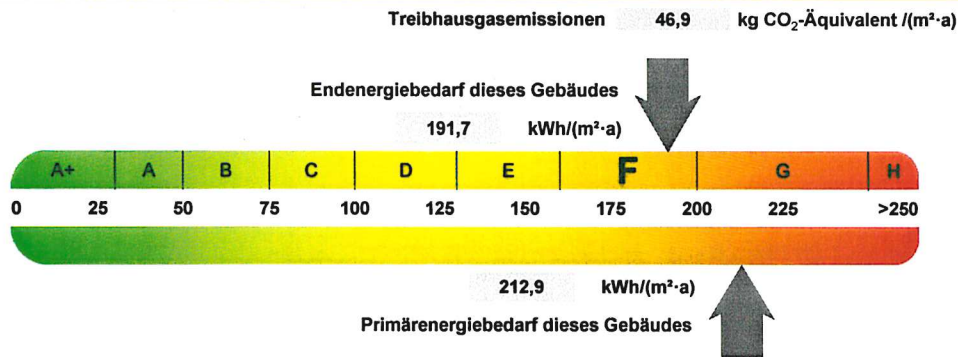 Treibhausgasemissionen 46,9 kg CO₂-Äquivalent /(m²·a)
Endenergiebedarf dieses Gebäudes
191,7 kWh/(m²·a)
A+ A B C D E F G H
0 25 50 75 100 125 150 175 200 225 >250
212,9 kWh/(m²·a)
Primärenergiebedarf dieses Gebäudes